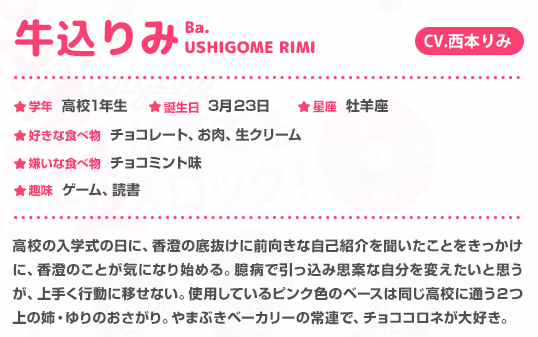 牛込りみ Ba. USHIGOME RIMI CV.西本りみ
★学年 高校1年生 ★誕生日 3月23日 ★星座 牡羊座
★好きな食べ物 チョコレート、お肉、生クリーム
★嫌いな食べ物 チョコミント味
★趣味 ゲーム、読書
高校の入学式の日に、香澄の底抜けに前向きな自己紹介を聞いたことをきっかけ
に、香澄のことが気になり始める。臆病で引っ込み思案な自分を変えたいと思う
が、上手く行動に移せない。使用しているピンク色のベースは同じ高校に通う2つ
上の姉・ゆりのおさがり。やまぶきベーカリーの常連で、チョココロネが大好き。